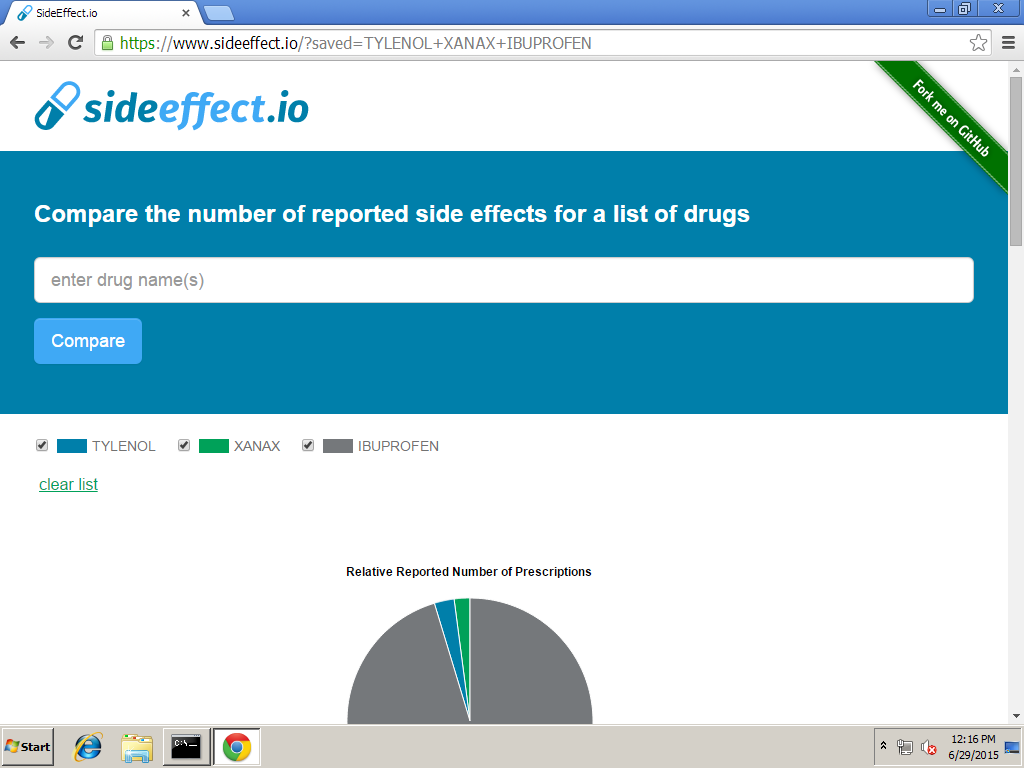 SideEffect.io
https://www.sideeffect.io/?saved=TYLENOL+XANAX+IBUPROFEN
sideeffect.io
Fork me on GitHub
Compare the number of reported side effects for a list of drugs
enter drug name(s)
Compare
TYLENOL XANAX IBUPROFEN
clear list
Relative Reported Number of Prescriptions
Start
C:\_
12:16 PM
6/29/2015